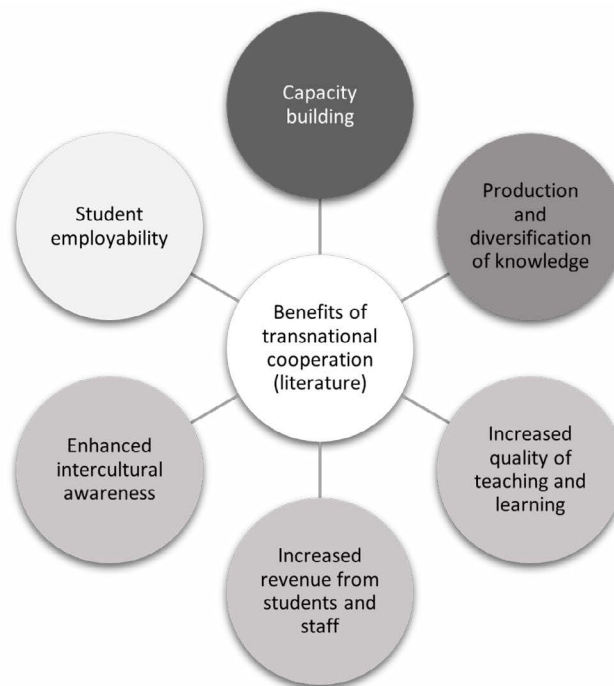 Capacity
building
Production
and
diversification
of knowledge
Increased
quality of
teaching and
learning
Increased
revenue from
students and
staff
Enhanced
intercultural
awareness
Student
employability
Benefits of
transnational
cooperation
(literature)